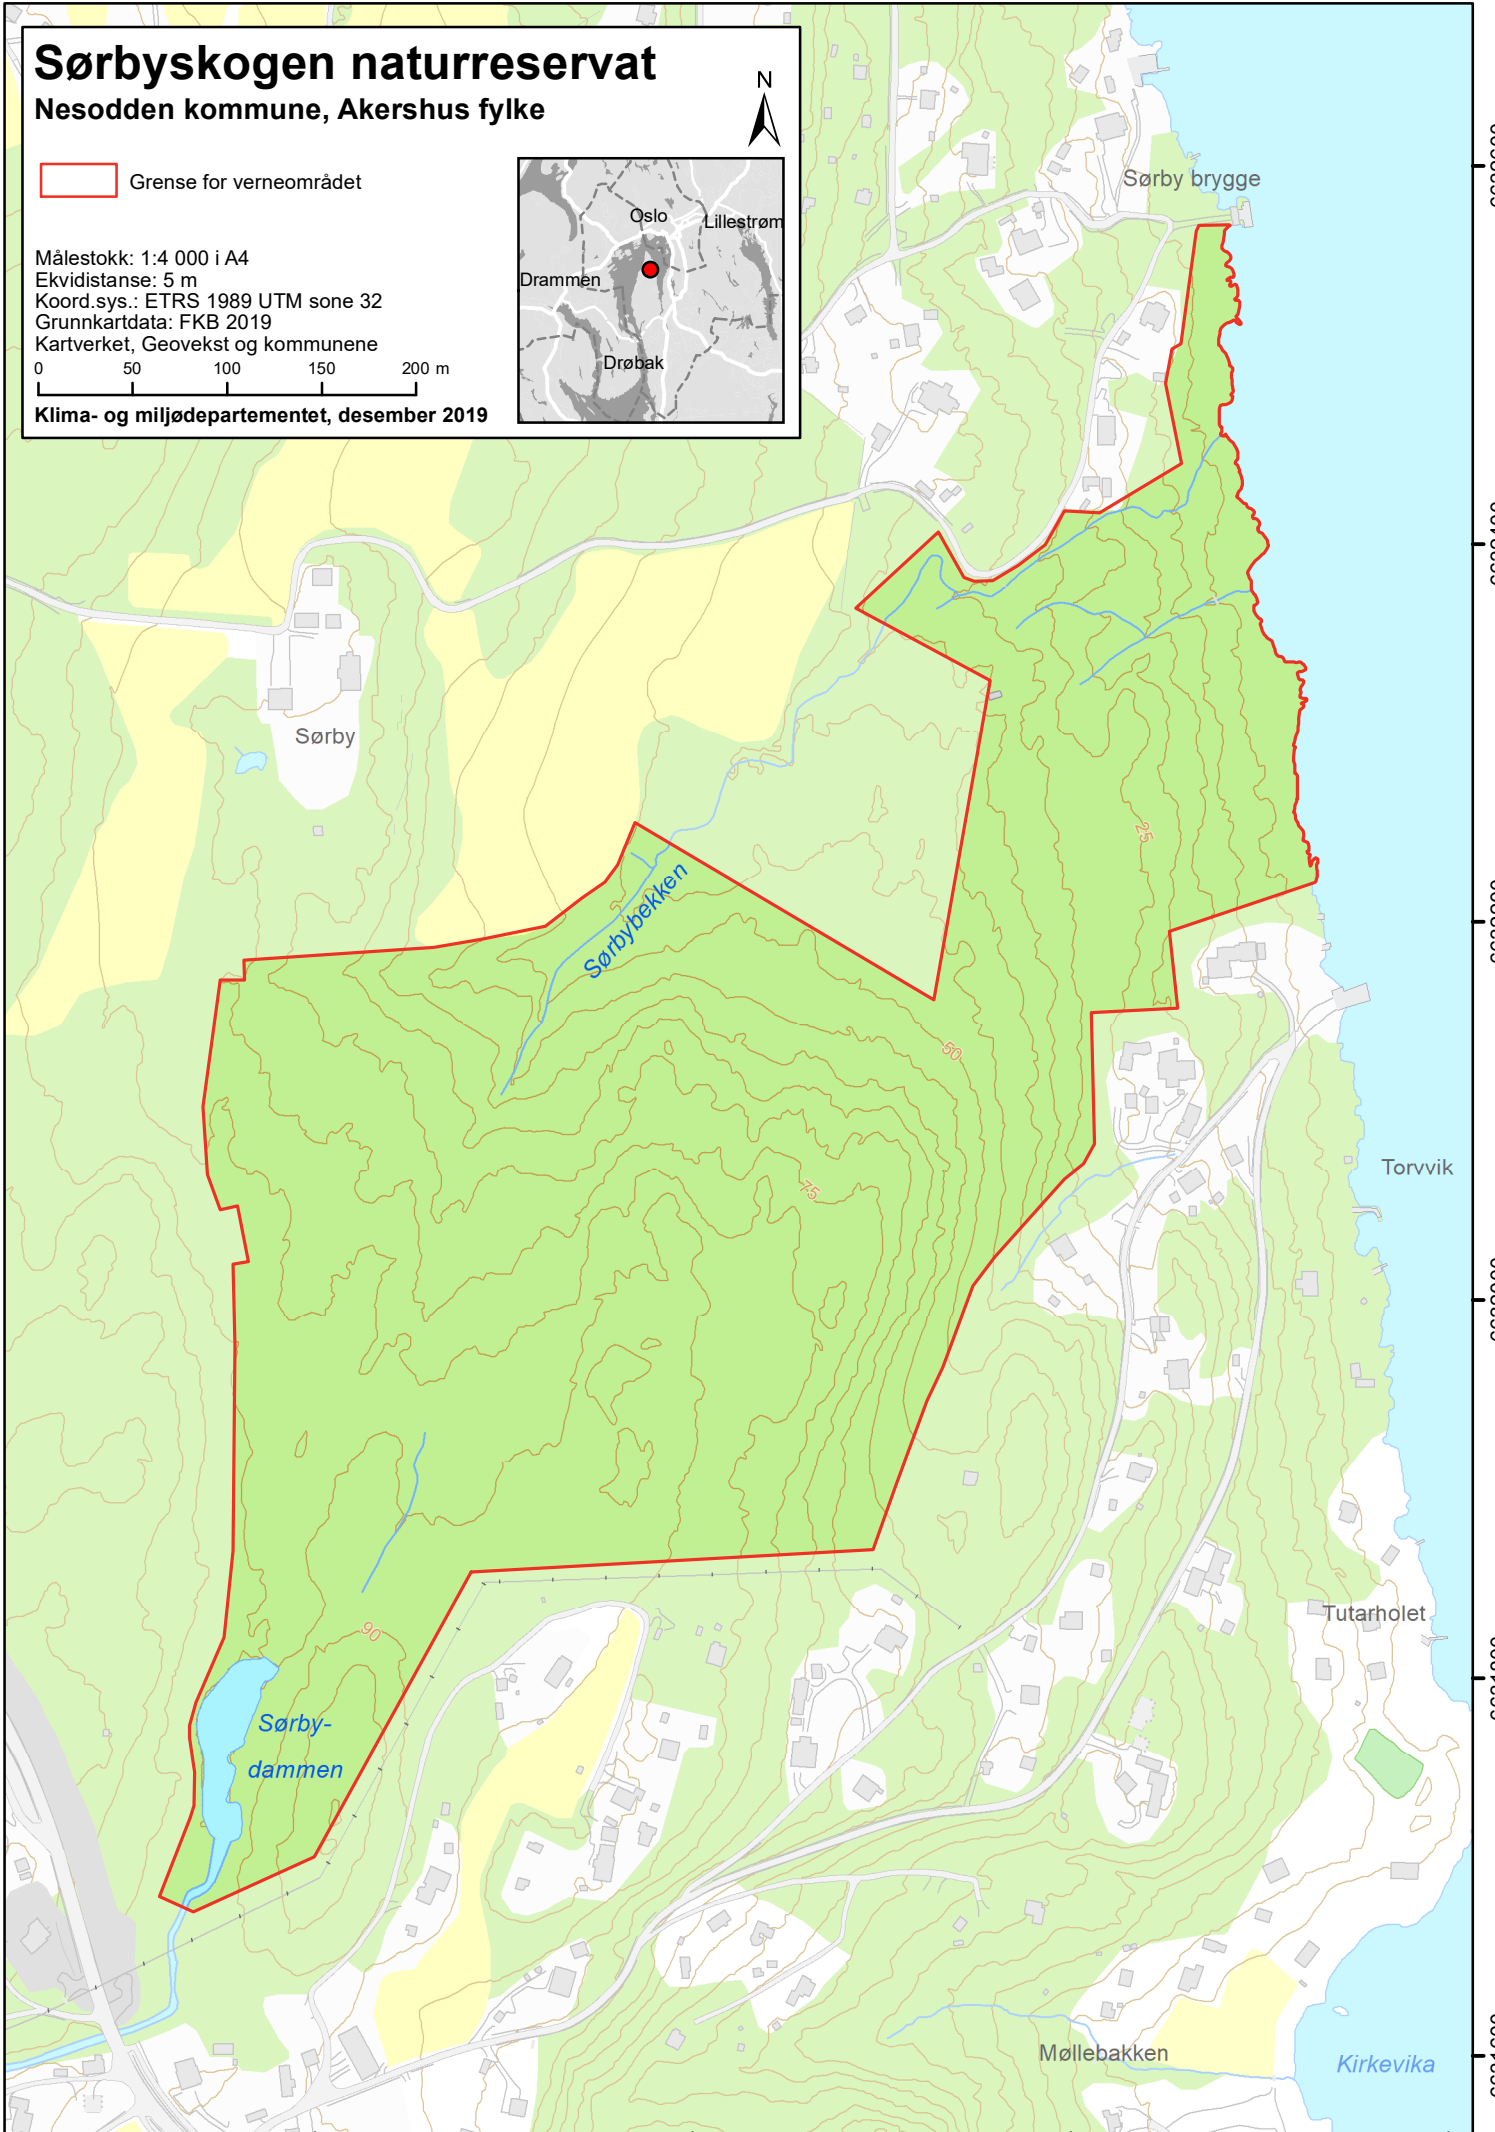 Sørbyskogen naturreservat
Nesodden kommune, Akershus fylke
N
Grense for verneområdet
Målestokk: 1:4 000 i A4
Ekvidistanse: 5 m
Koord.sys.: ETRS 1989 UTM sone 32
Grunnkartdata: FKB 2019
Kartverket, Geovekst og kommunene
0 50 100 150 200 m
Klima- og miljødepartementet, desember 2019
Oslo
Lillestrøm
Drammen
Drøbak
Sørby brygge
Sørby
25
Sørbybekken
50
Torvvik
75
Tutarholet
90
Sørby-
dammen
Møllebakken
Kirkevika